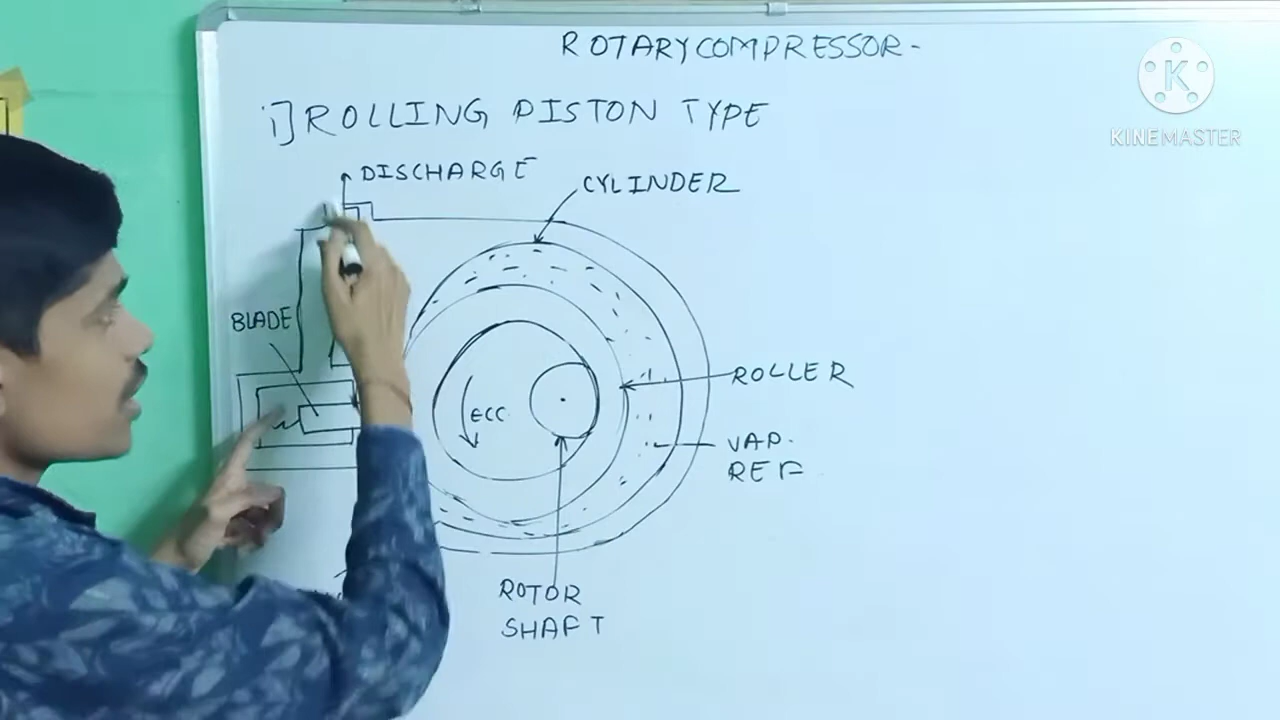 ROTARY COMPRESSOR-
i] ROLLING PISTON TYPE
DISCHARGE
CYLINDER
BLADE
ROLLER
ECC.
VAP.
REF
ROTOR
SHAFT
K
KINEMASTER